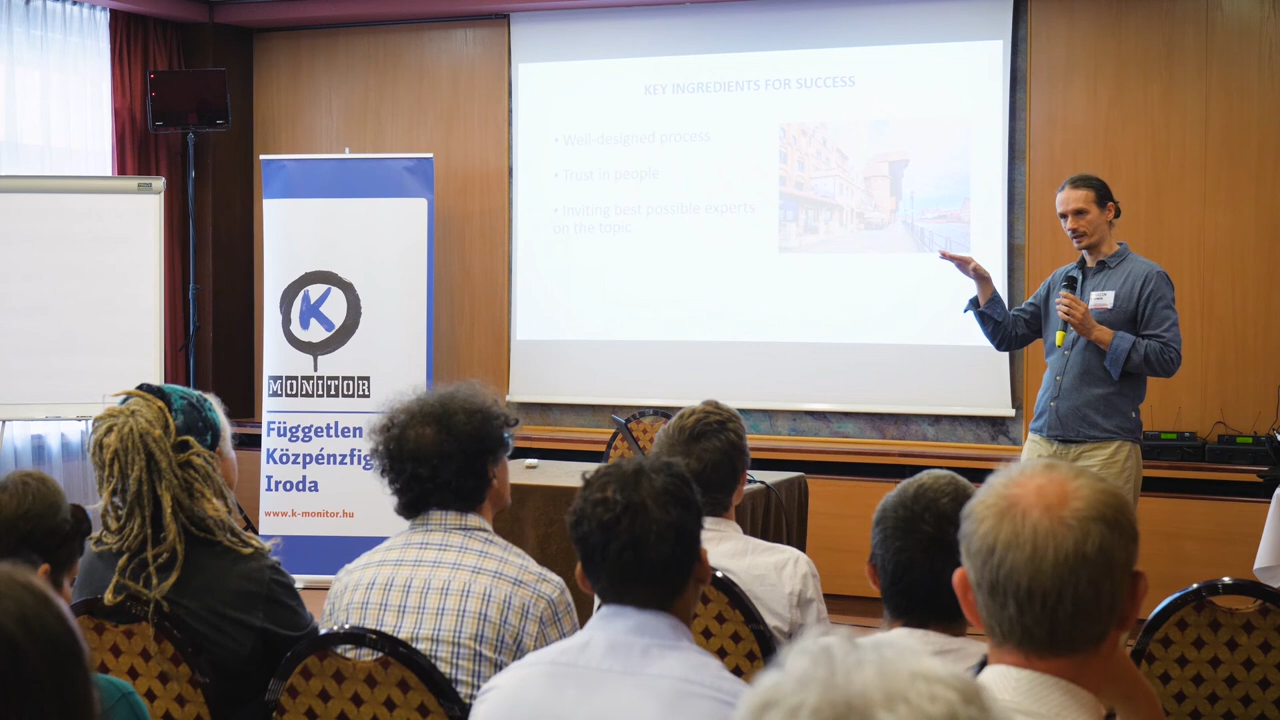 KEY INGREDIENTS FOR SUCCESS
• Well-designed process
• Trust in people
• Inviting best possible experts
on the topic
K
MONITOR
Független
Közpénzfig
Iroda
www.k-monitor.hu